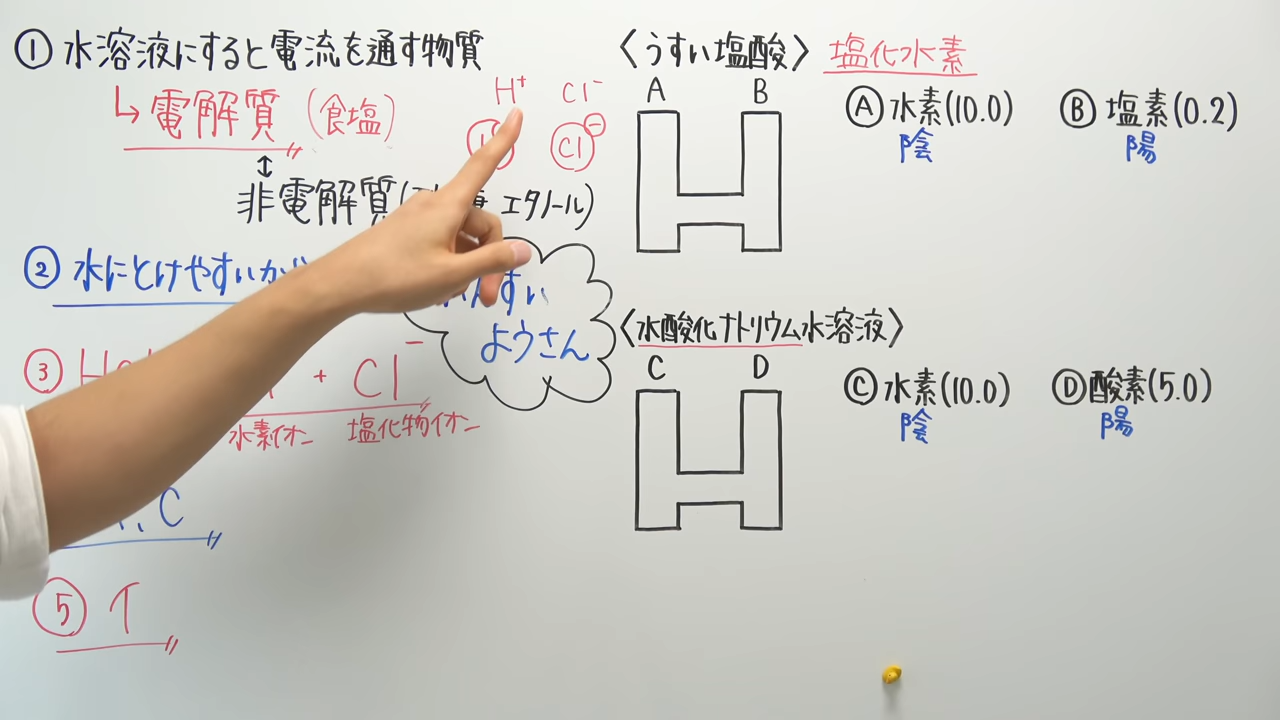 ① 水溶液にすると電流を通す物質
↳ 電解質 (食塩)
↕
非電解質( エタノール)
H⁺ Cl⁻
Cl ⊖
② 水にとけやすいから
すい
ようさん
③ + Cl⁻
水素イオン 塩化物イオン
C
⑤ イ
〈うすい塩酸〉 塩化水素
A B
Ⓐ 水素(10.0) Ⓑ 塩素(0.2)
陰 陽
〈水酸化ナトリウム水溶液〉
C D
Ⓒ 水素(10.0) Ⓓ 酸素(5.0)
陰 陽